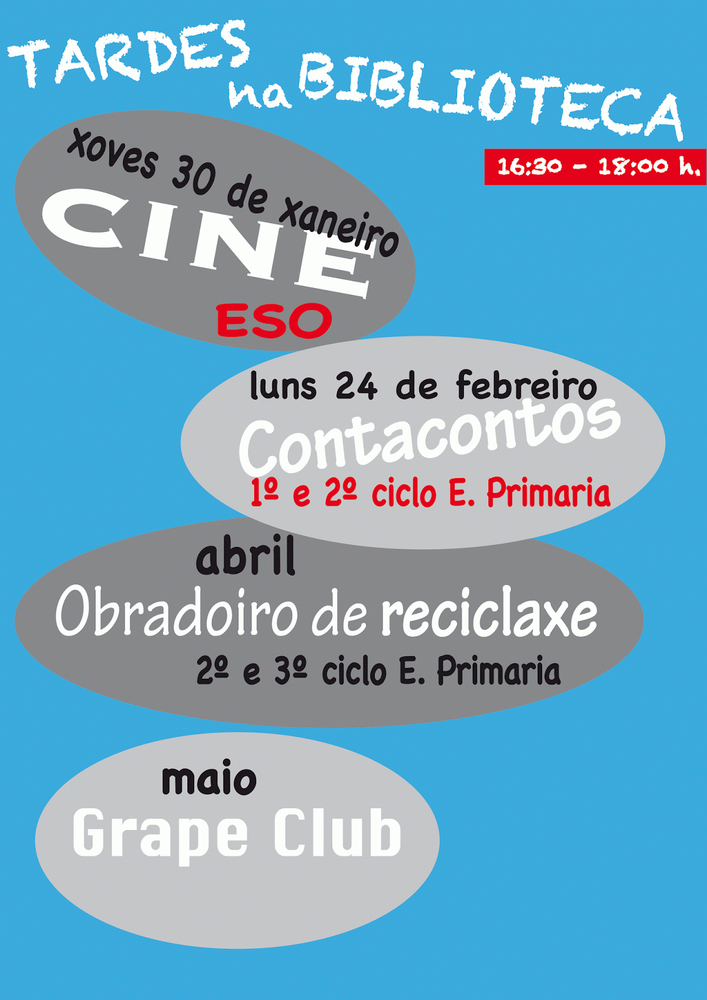 TARDES
na BIBLIOTECA
16:30 - 18:00 h.
xoves 30 de xaneiro
CINE
ESO
luns 24 de febreiro
Contacontos
1º e 2º ciclo E. Primaria
abril
Obradoiro de reciclaxe
2º e 3º ciclo E. Primaria
maio
Grape Club